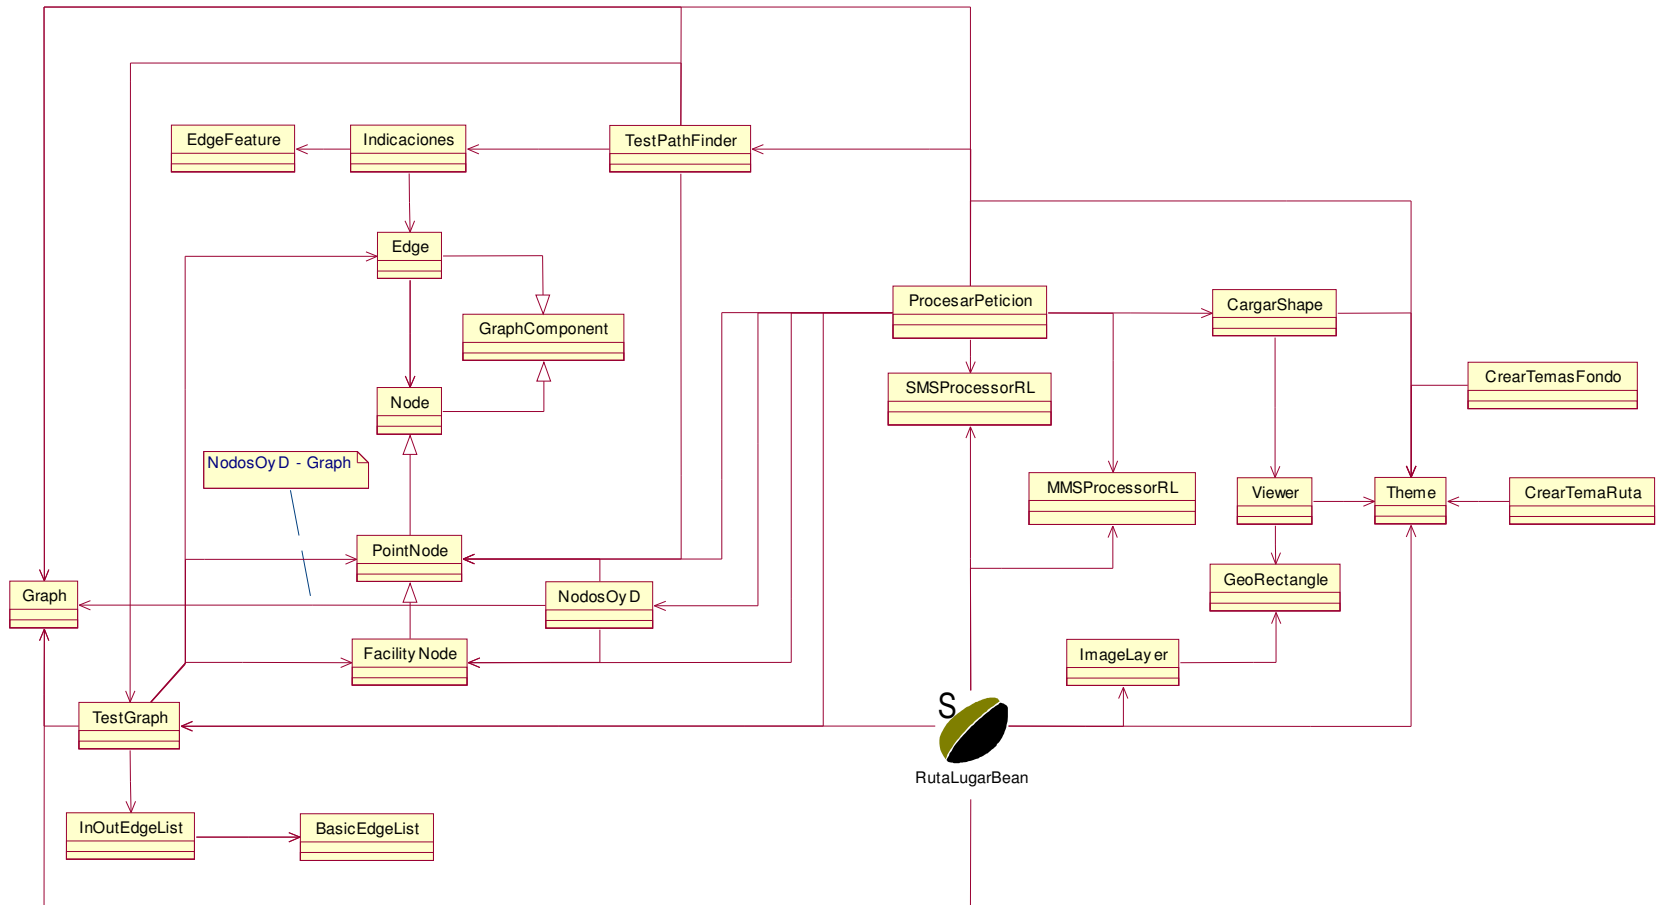 EdgeFeature
Indicaciones
TestPathFinder
Edge
GraphComponent
ProcesarPeticion
CargarShape
Node
SMSProcessorRL
CrearTemasFondo
NodosOyD - Graph
MMSProcessorRL
Viewer
Theme
CrearTemaRuta
PointNode
Graph
NodosOyD
GeoRectangle
FacilityNode
ImageLayer
TestGraph
S
RutaLugarBean
InOutEdgeList
BasicEdgeList